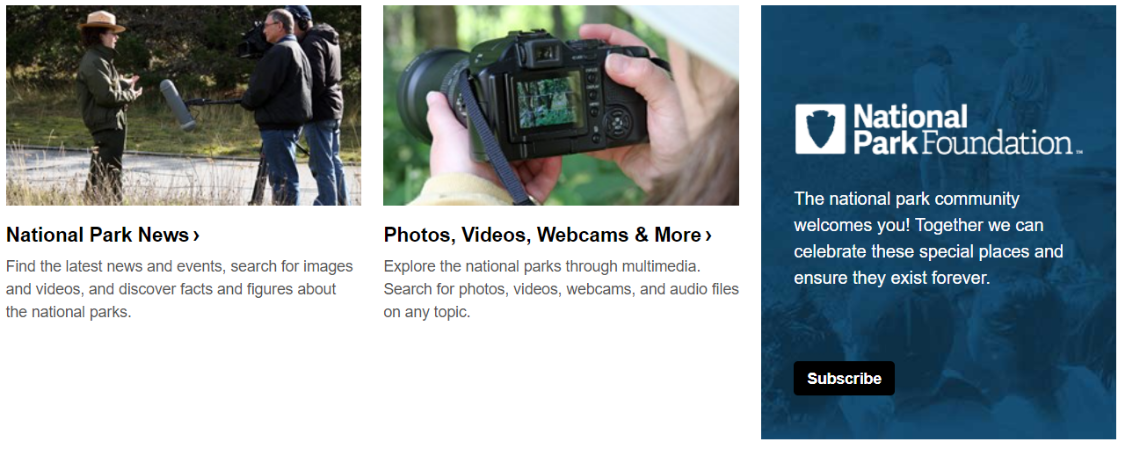 National Park News ›
Find the latest news and events, search for images
and videos, and discover facts and figures about
the national parks.
Photos, Videos, Webcams & More ›
Explore the national parks through multimedia.
Search for photos, videos, webcams, and audio files
on any topic.
National
Park Foundation™
The national park community
welcomes you! Together we can
celebrate these special places and
ensure they exist forever.
Subscribe